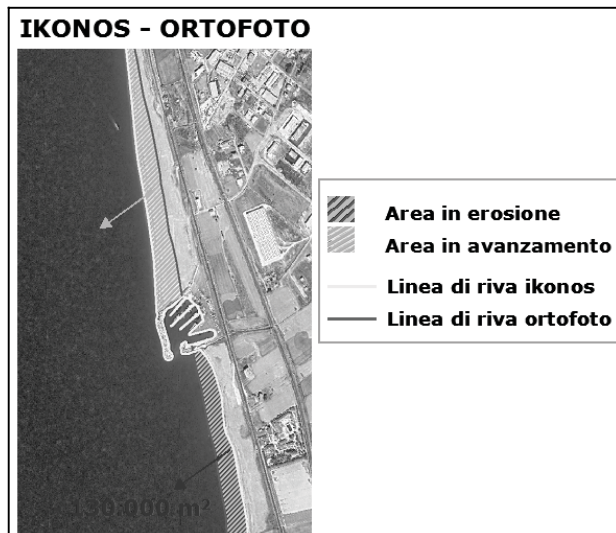 IKONOS - ORTOFOTO
Area in erosione
Area in avanzamento
Linea di riva ikonos
Linea di riva ortofoto
130.000 m²